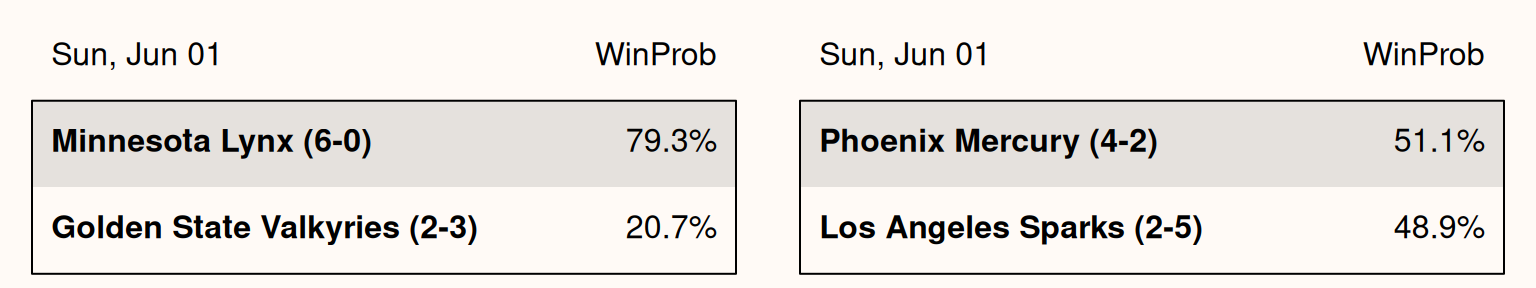 Sun, Jun 01 WinProb
Minnesota Lynx (6-0) 79.3%
Golden State Valkyries (2-3) 20.7%
Sun, Jun 01 WinProb
Phoenix Mercury (4-2) 51.1%
Los Angeles Sparks (2-5) 48.9%